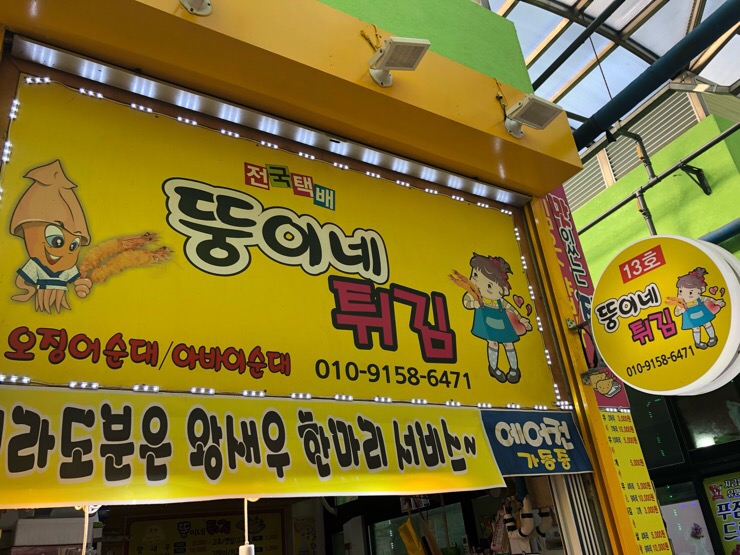 전국택배
뚱이네
튀김
오징어순대/아바이순대
010-9158-6471
라도분은 왕새우 한마리 서비스~
에어컨
가동중
13호
뚱이네
튀김
010-9158-6471